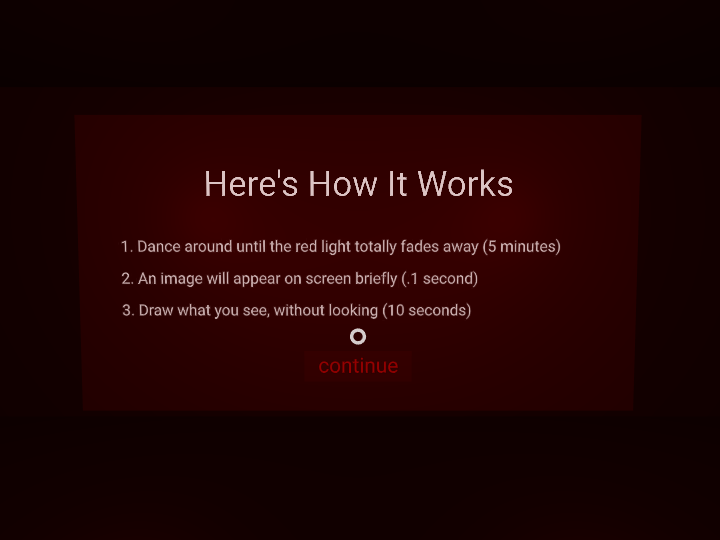 Here's How It Works
1. Dance around until the red light totally fades away (5 minutes)
2. An image will appear on screen briefly (.1 second)
3. Draw what you see, without looking (10 seconds)
continue